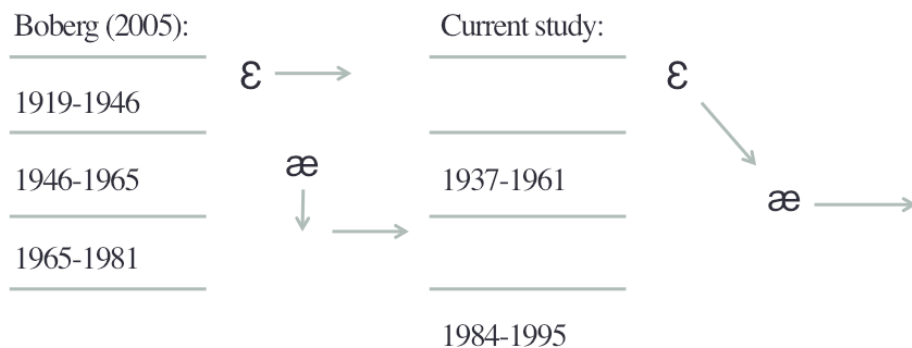 Boberg (2005):
1919-1946
1946-1965
1965-1981
ɛ
æ
Current study:
1937-1961
1984-1995
ɛ
æ